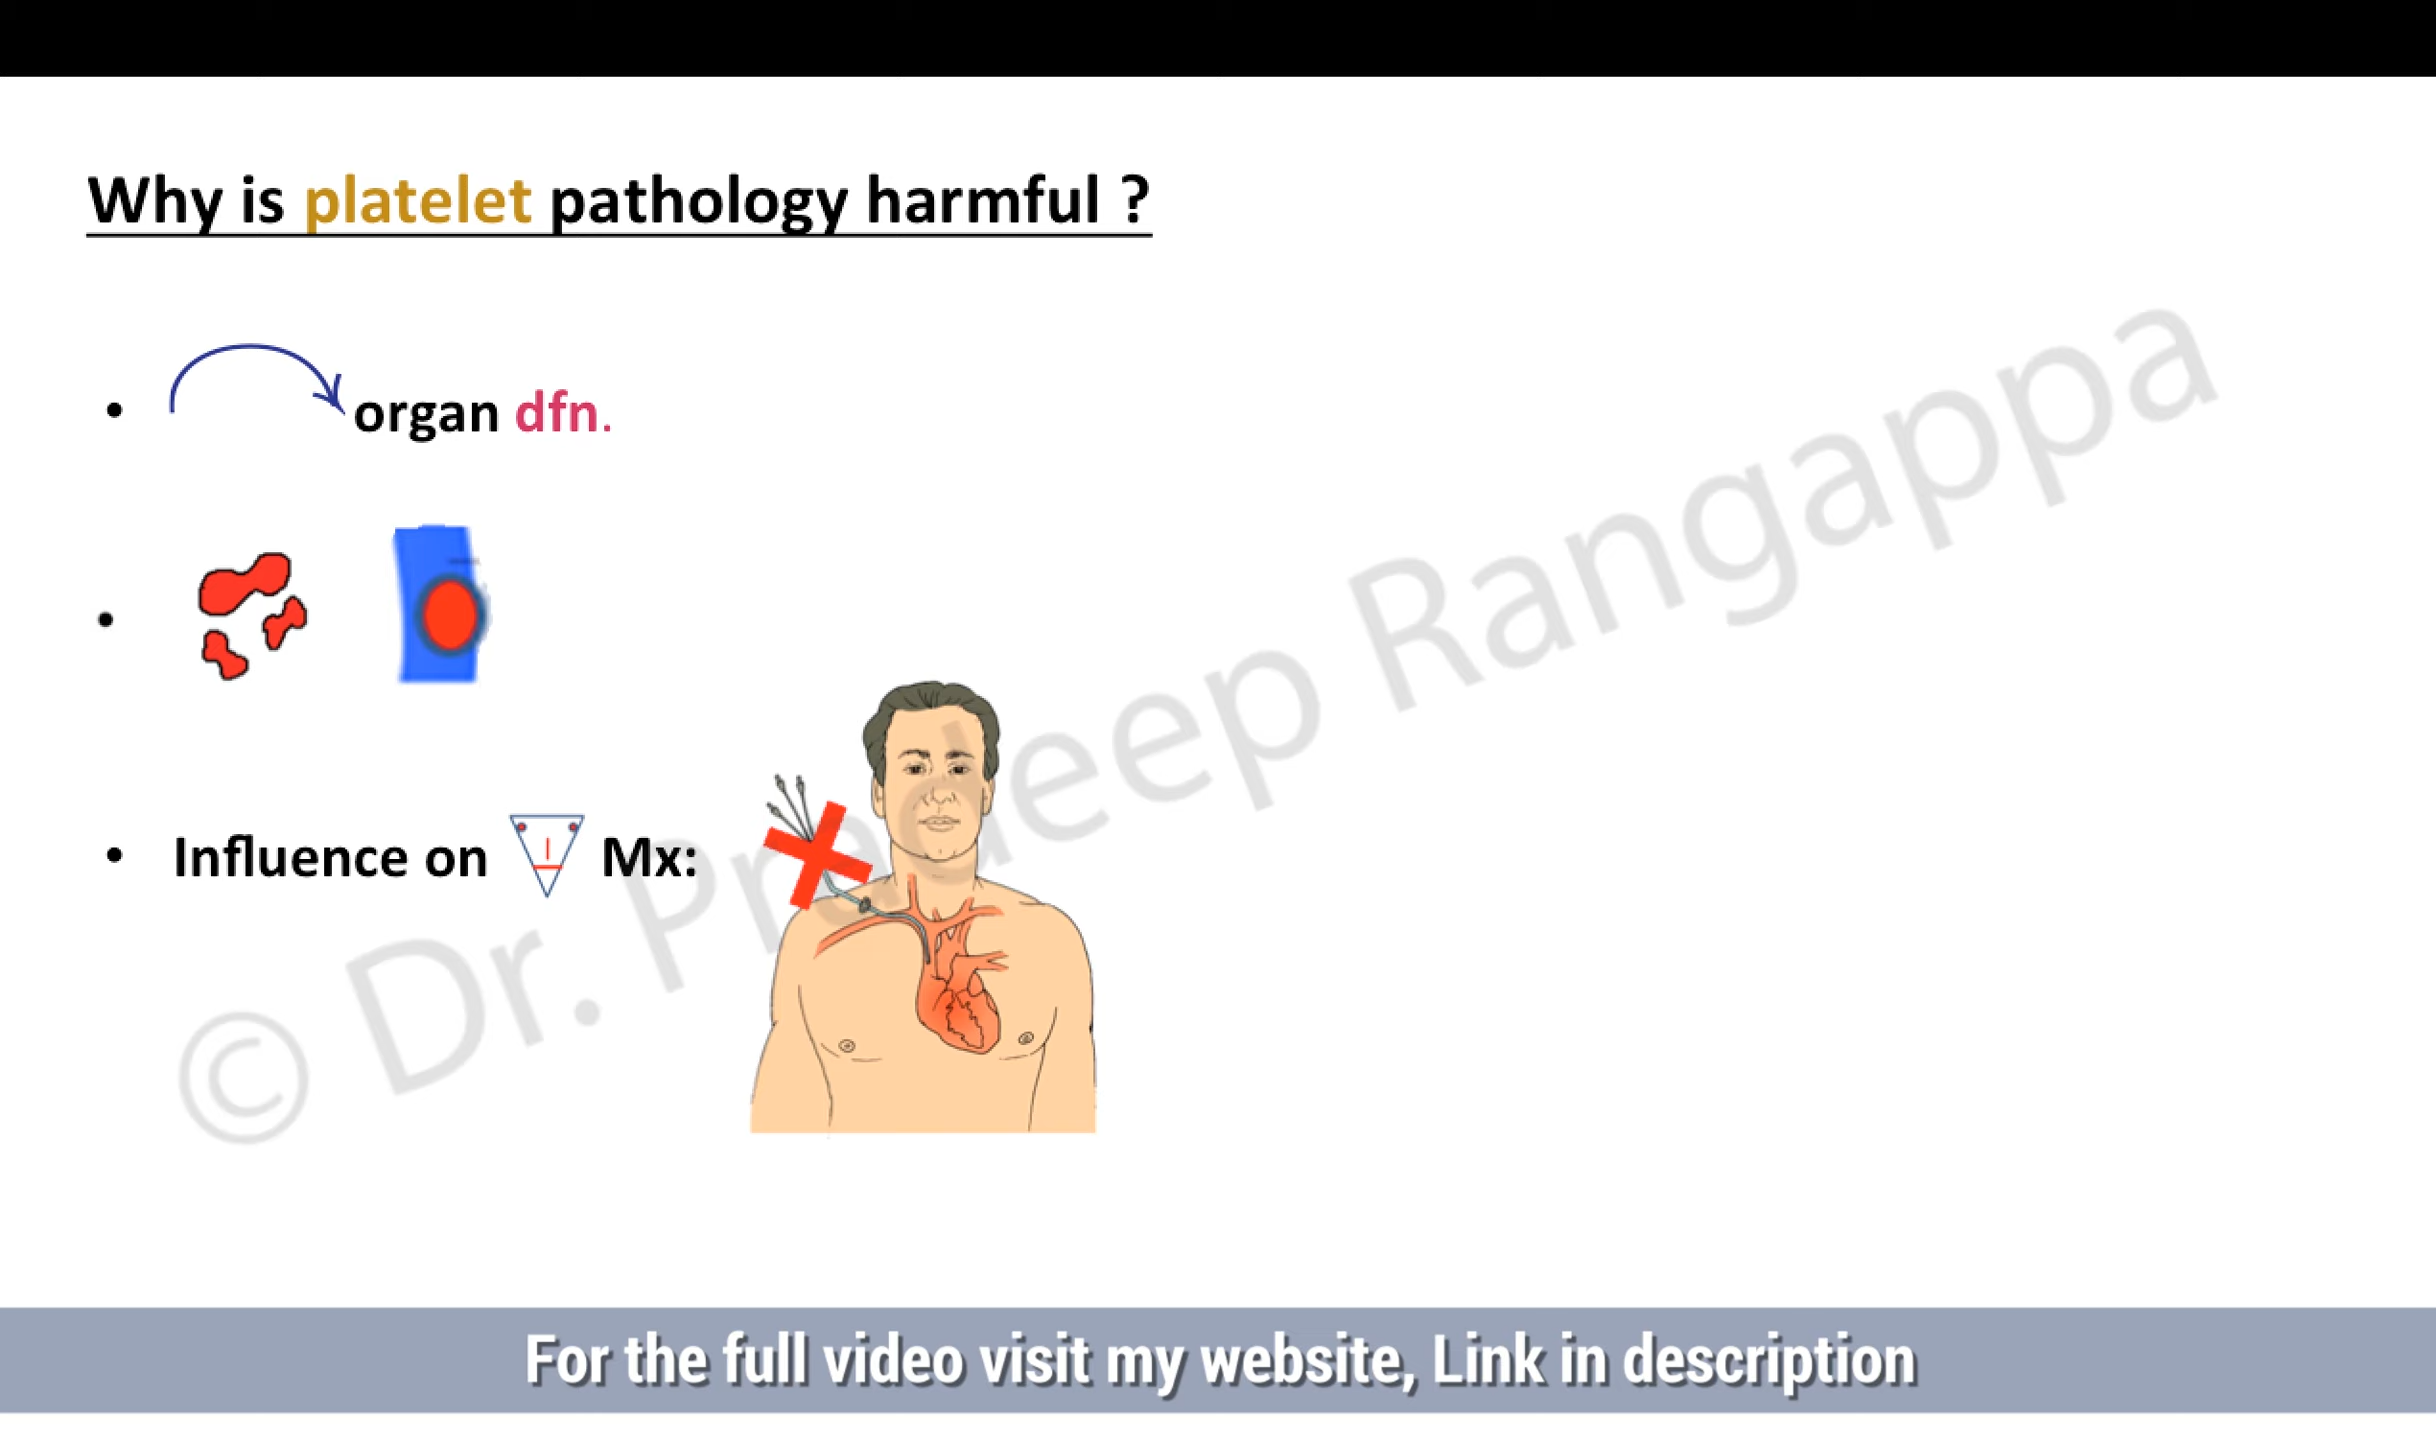 Why is platelet pathology harmful ?
• organ dfn.
•
• Influence on Mx:
© Dr. Pradeep Rangappa
For the full video visit my website, Link in description